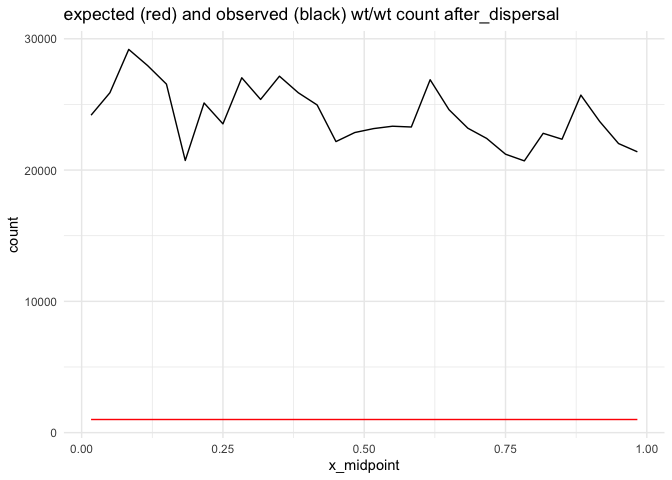 expected (red) and observed (black) wt/wt count after_dispersal
30000
20000
10000
0
count
0.00 0.25 0.50 0.75 1.00
x_midpoint